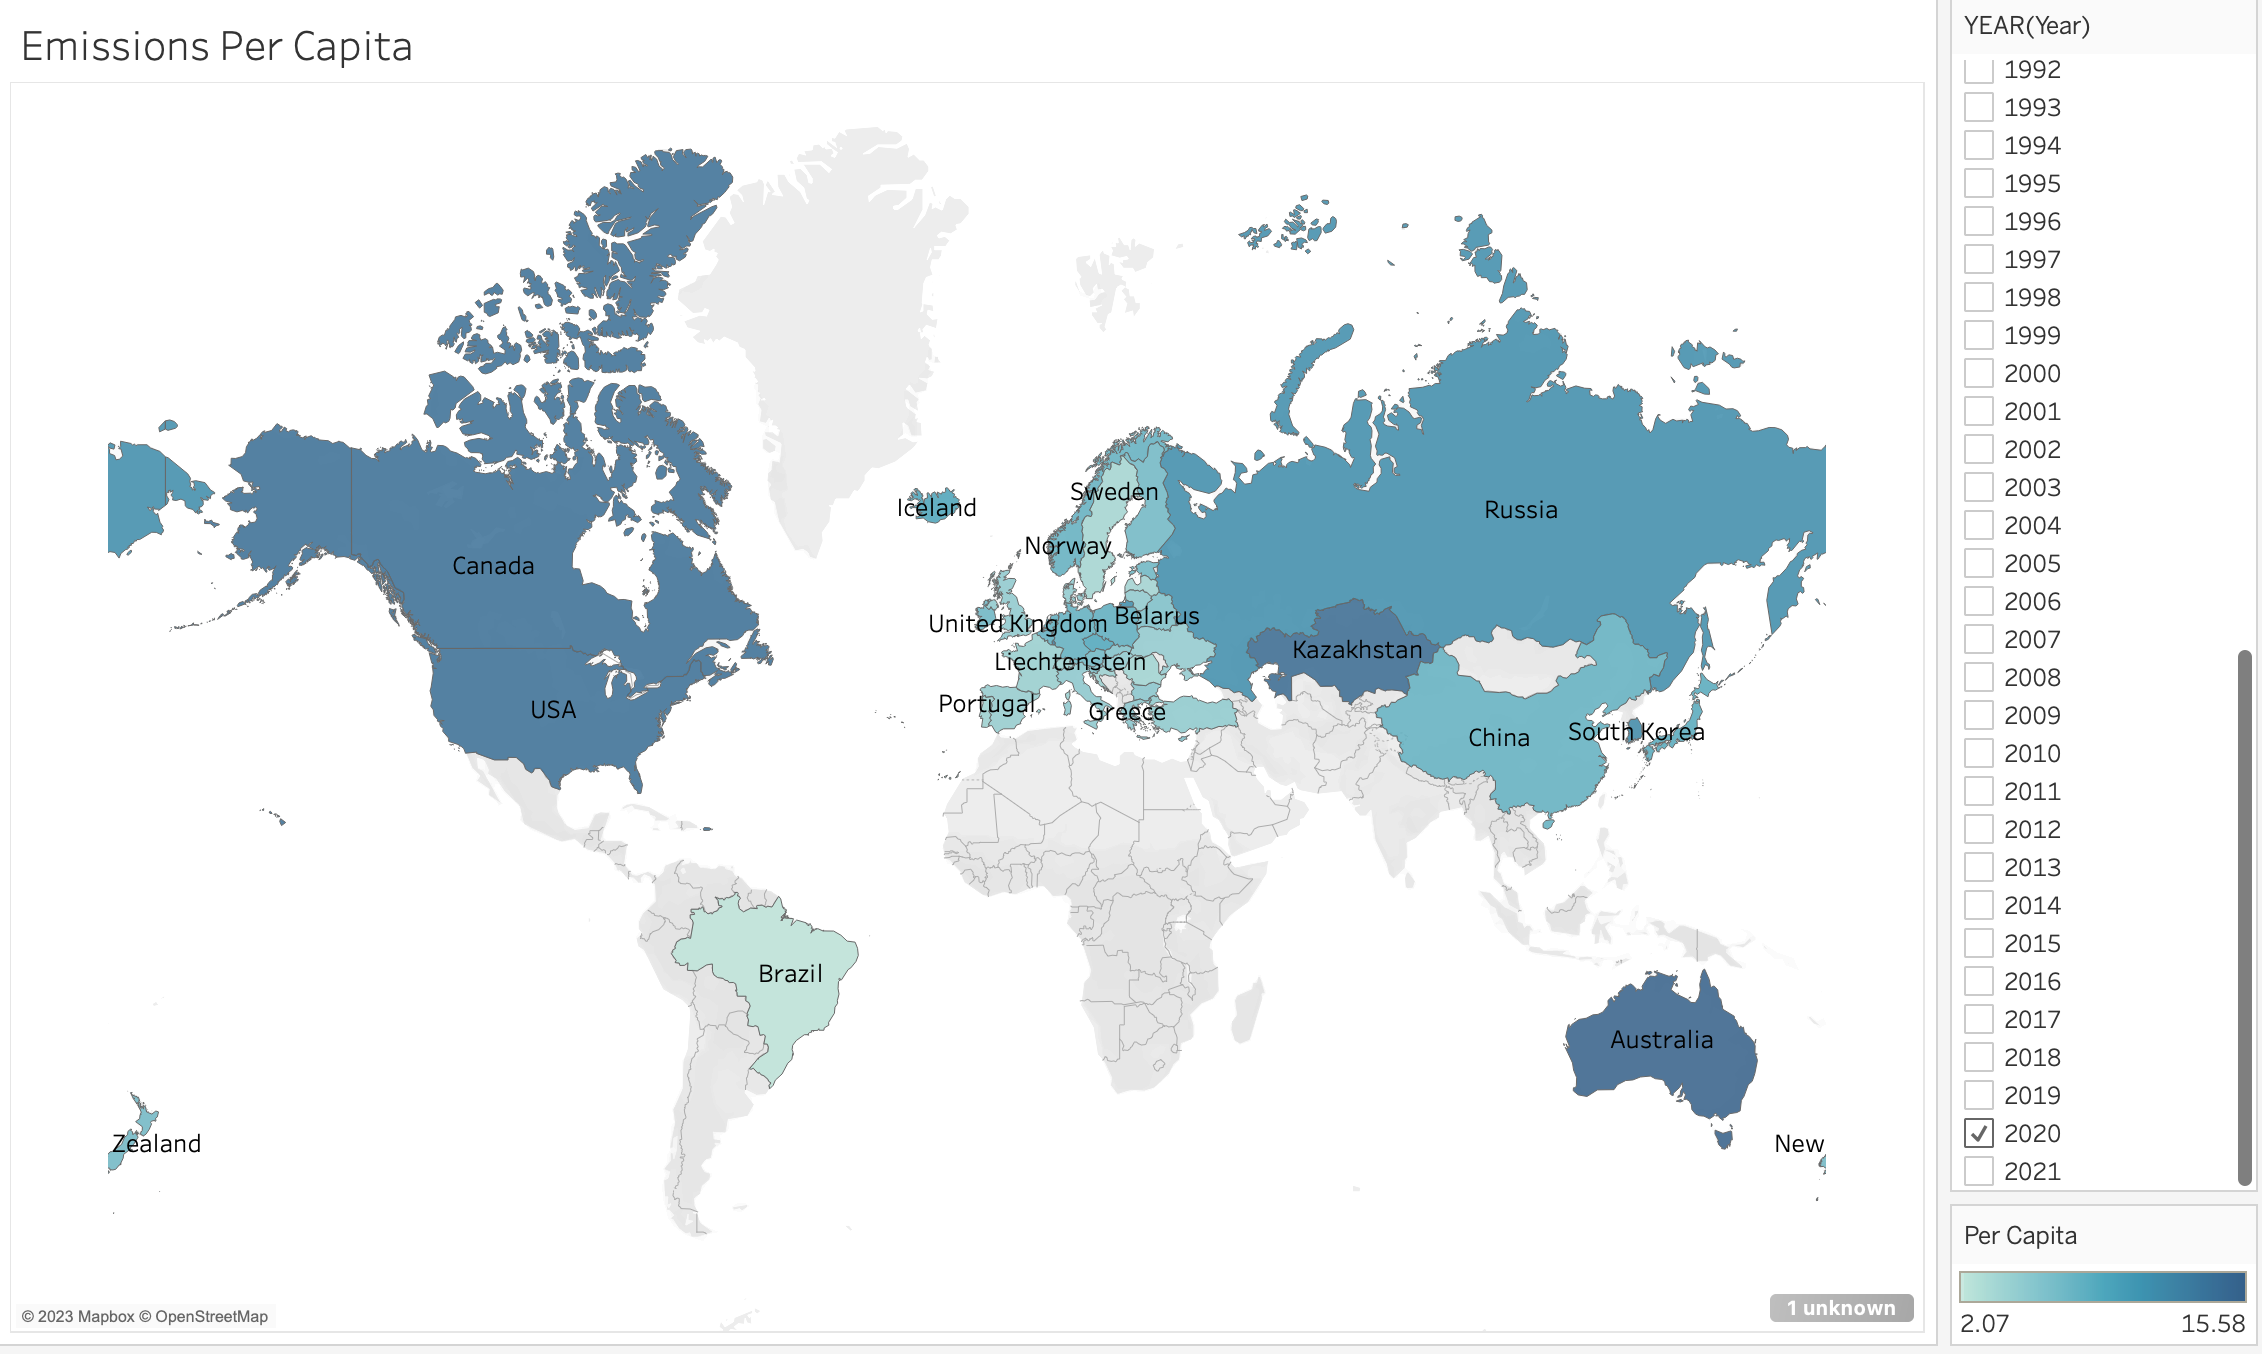 Emissions Per Capita
Sweden
Iceland
Russia
Norway
Canada
Belarus
United Kingdom
Kazakhstan
Liechtenstein
Portugal
Greece
USA
China
South Korea
Brazil
Australia
Zealand
New
© 2023 Mapbox © OpenStreetMap
1 unknown
YEAR(Year)
1992
1993
1994
1995
1996
1997
1998
1999
2000
2001
2002
2003
2004
2005
2006
2007
2008
2009
2010
2011
2012
2013
2014
2015
2016
2017
2018
2019
2020
2021
Per Capita
2.07
15.58